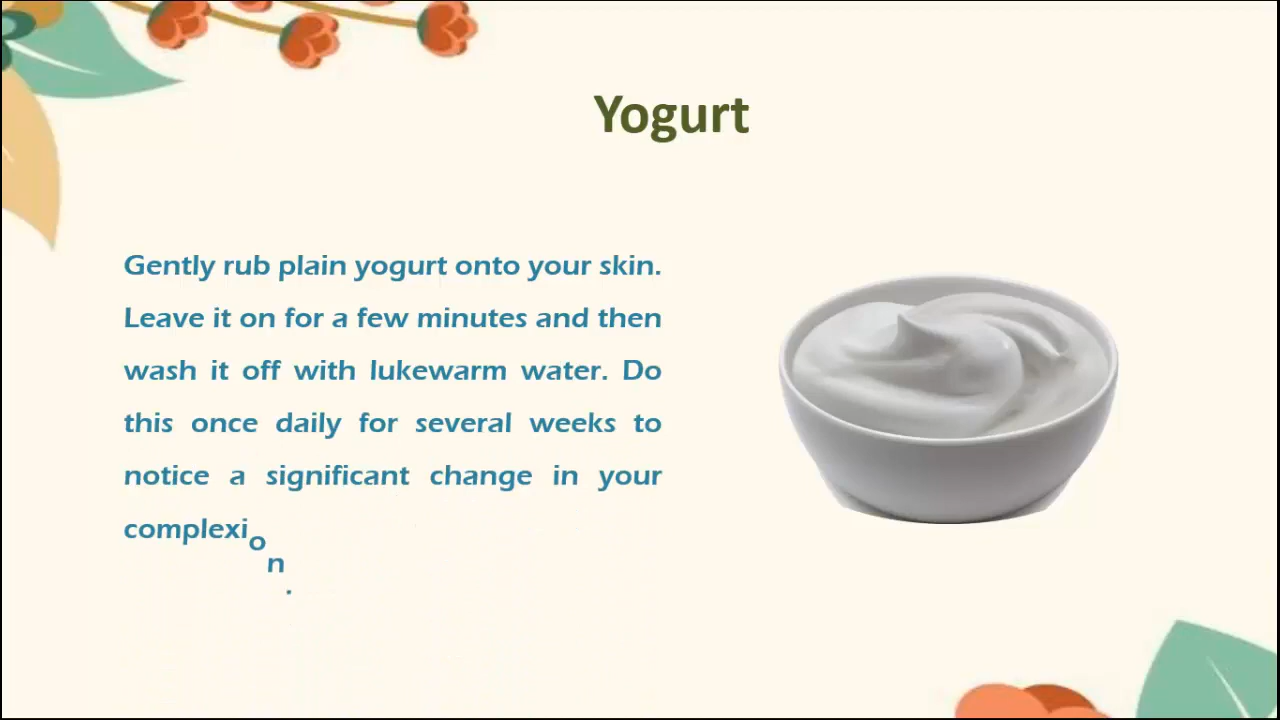 Yogurt
Gently rub plain yogurt onto your skin.
Leave it on for a few minutes and then
wash it off with lukewarm water. Do
this once daily for several weeks to
notice a significant change in your
complexion.